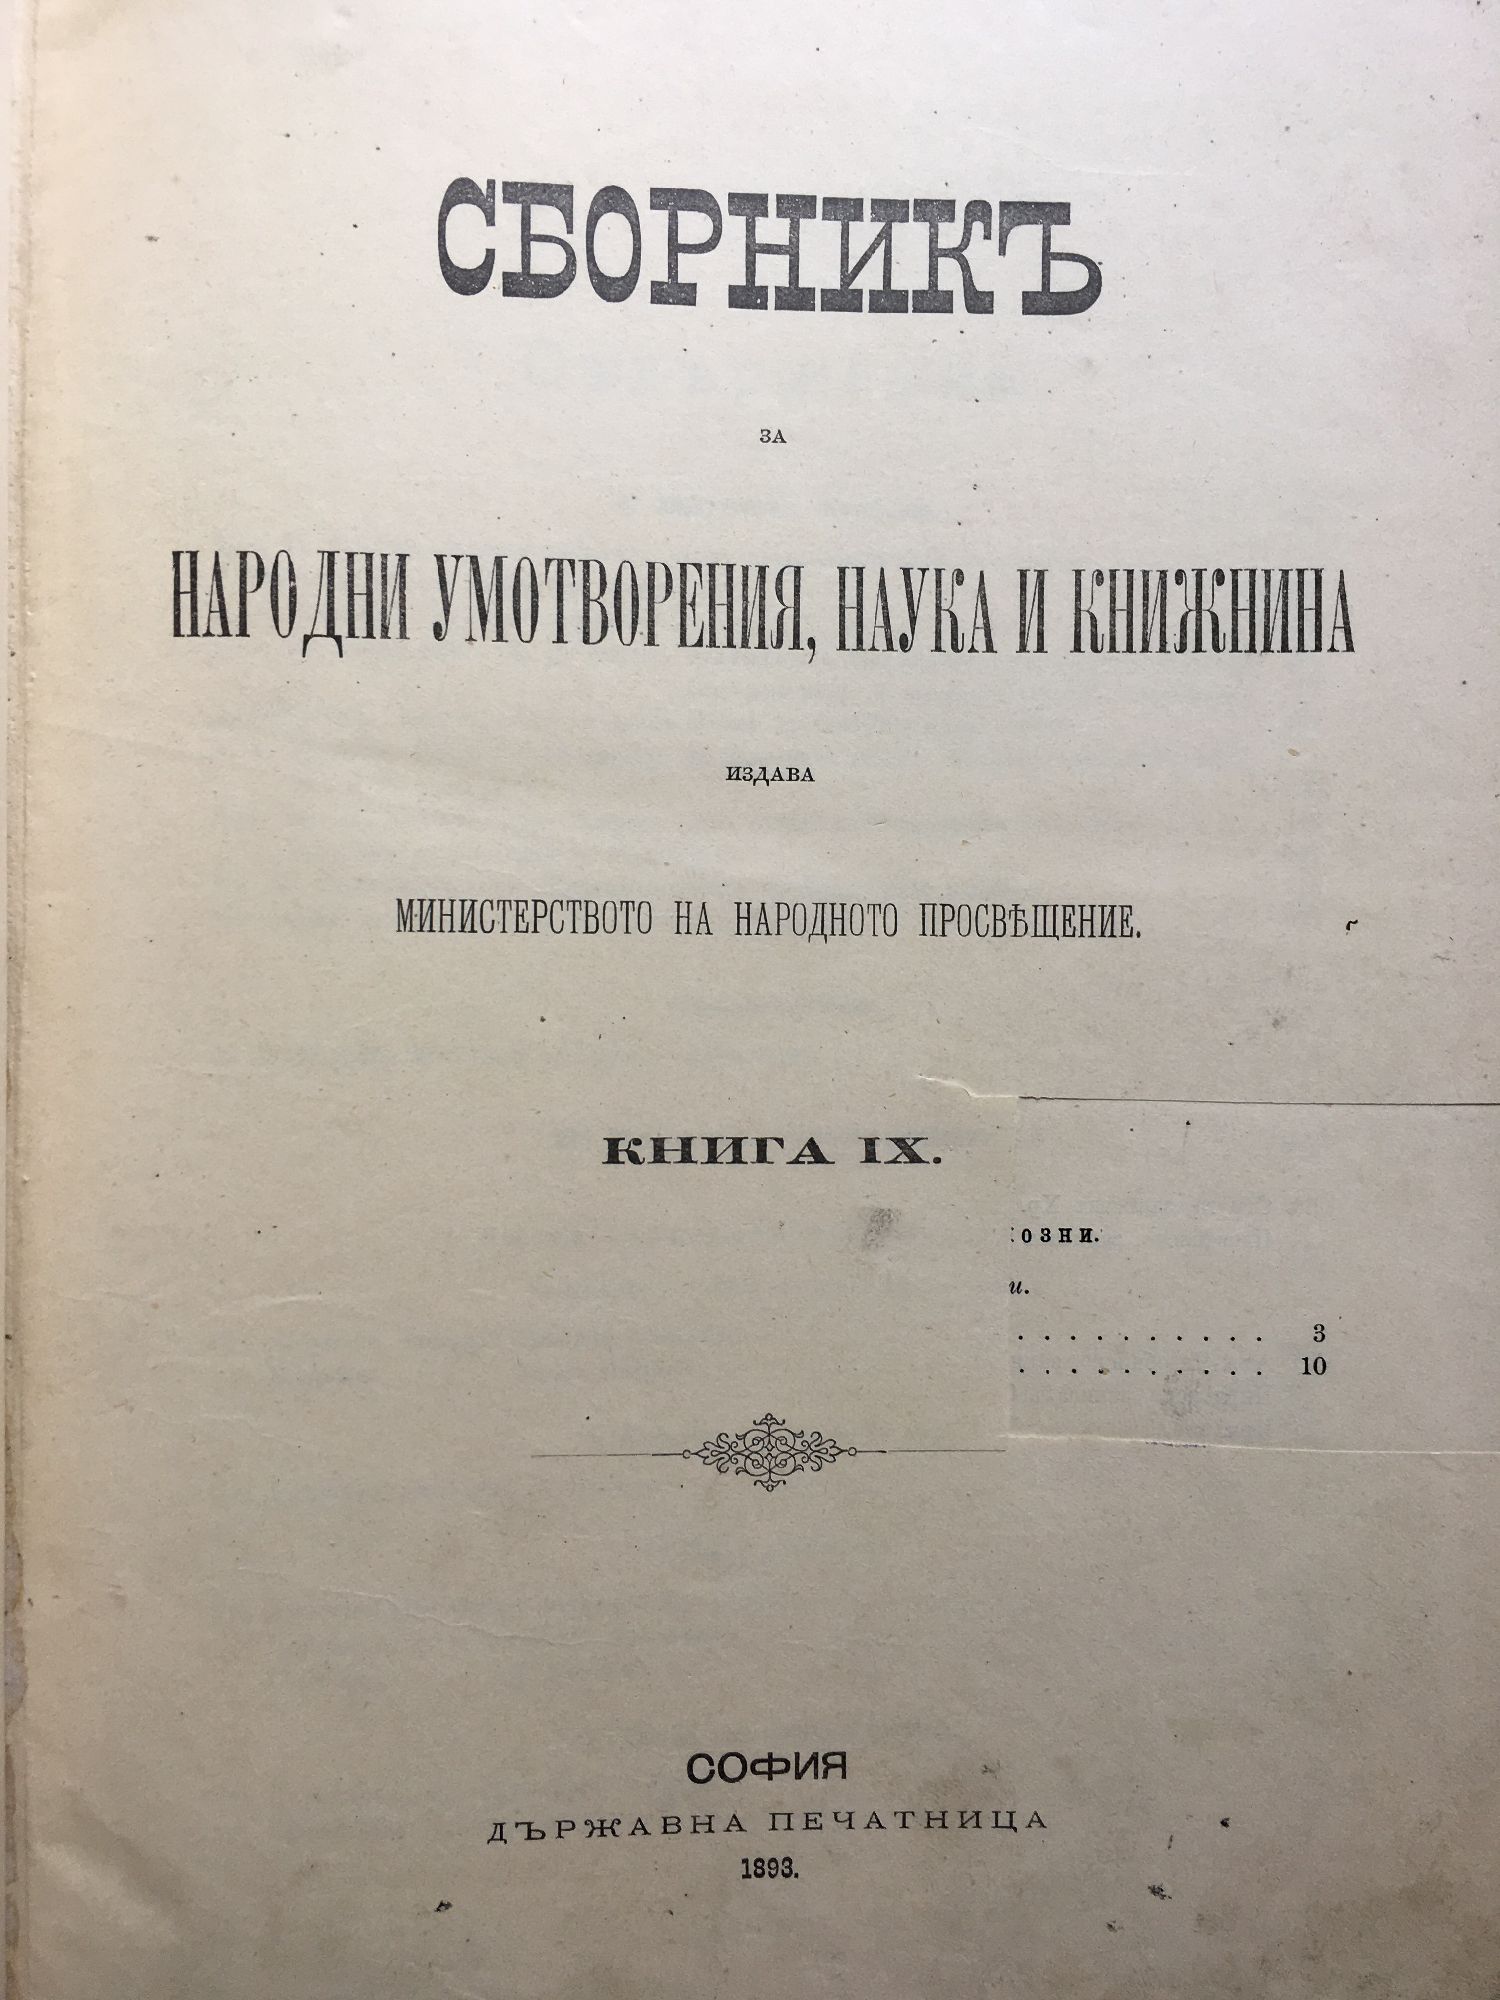 СБОРНИКЪ
ЗА
НАРОДНИ УМОТВОРЕНИЯ, НАУКА И КНИЖНИНА
ИЗДАВА
МИНИСТЕРСТВОТО НА НАРОДНОТО ПРОСВѢЩЕНИЕ.
КНИГА IX.
озни.
и.
. . . . . . . . . . 3
. . . . . . . . . . 10
СОФИЯ
ДЪРЖАВНА ПЕЧАТНИЦА
1893.